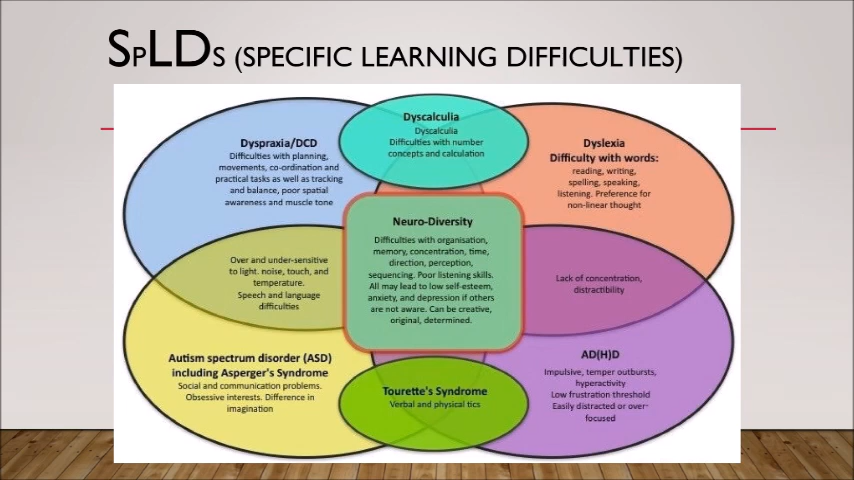 SPLDS (SPECIFIC LEARNING DIFFICULTIES)
Dyscalculia
Dyscalculia
Difficulties with number
concepts and calculation
Dyspraxia/DCD
Difficulties with planning,
movements, co-ordination and
practical tasks as well as tracking
and balance, poor spatial
awareness and muscle tone
Dyslexia
Difficulty with words:
reading, writing,
spelling, speaking,
listening. Preference for
non-linear thought
Neuro-Diversity
Difficulties with organisation,
memory, concentration, time,
direction, perception,
sequencing. Poor listening skills.
All may lead to low self-esteem,
anxiety, and depression if others
are not aware. Can be creative,
original, determined.
Over and under-sensitive
to light. noise, touch, and
temperature.
Speech and language
difficulties
Lack of concentration,
distractibility
Autism spectrum disorder (ASD)
including Asperger's Syndrome
Social and communication problems.
Obsessive interests. Difference in
imagination
Tourette's Syndrome
Verbal and physical tics
AD(H)D
Impulsive, temper outbursts,
hyperactivity
Low frustration threshold
Easily distracted or over-
focused